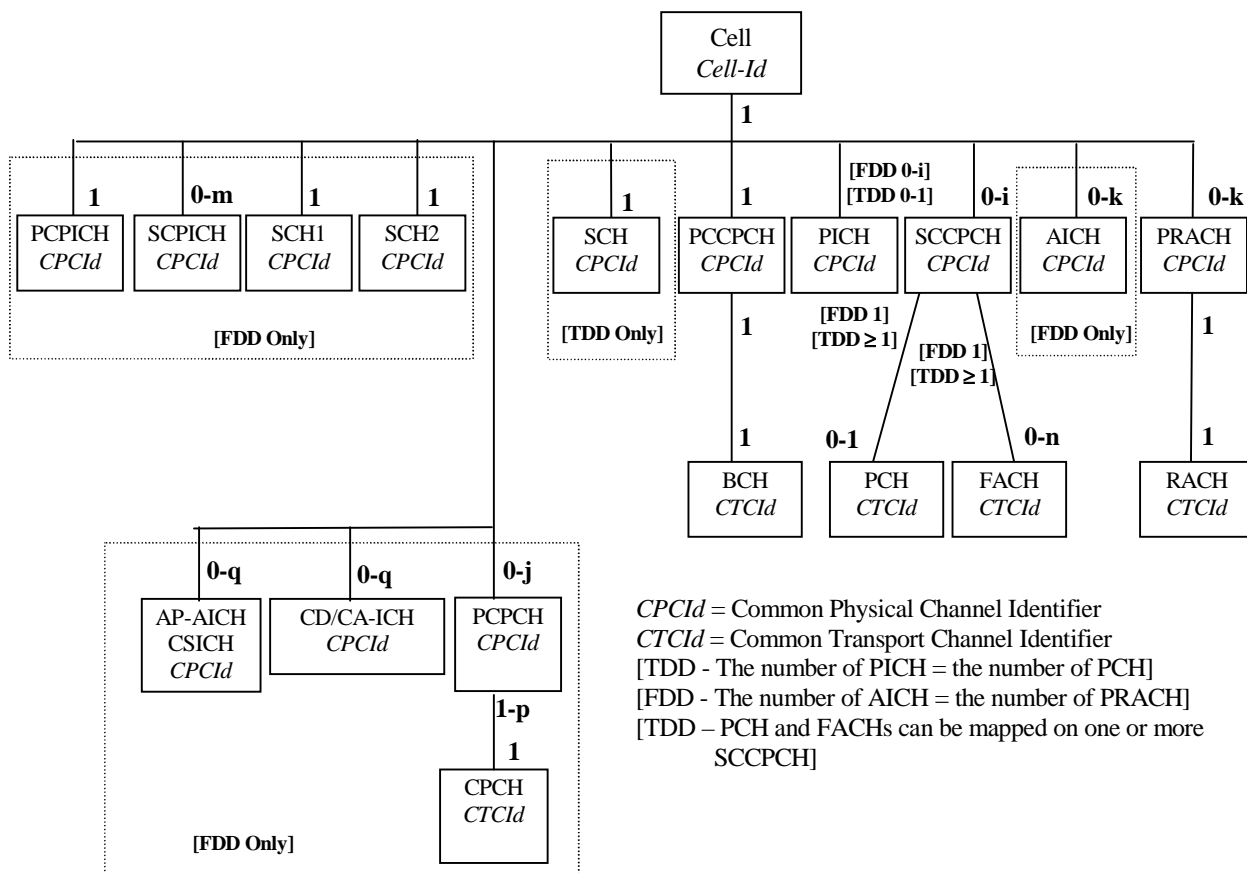 Cell
Cell-Id
1
1
0-m
1
1
1
1
[FDD 0-i]
[TDD 0-1]
0-i
0-k
0-k
PCPICH
CPCId
SCPICH
CPCId
SCH1
CPCId
SCH2
CPCId
SCH
CPCId
PCCPCH
CPCId
PICH
CPCId
SCCPCH
CPCId
AICH
CPCId
PRACH
CPCId
[FDD Only]
[TDD Only]
1
[FDD 1]
[TDD ≥ 1]
[FDD 1]
[TDD ≥ 1]
[FDD Only]
1
1
0-1
0-n
1
BCH
CTCId
PCH
CTCId
FACH
CTCId
RACH
CTCId
0-q
0-q
0-j
AP-AICH
CSICH
CPCId
CD/CA-ICH
CPCId
PCPCH
CPCId
1-p
1
CPCH
CTCId
[FDD Only]
CPCId = Common Physical Channel Identifier
CTCId = Common Transport Channel Identifier
[TDD - The number of PICH = the number of PCH]
[FDD - The number of AICH = the number of PRACH]
[TDD – PCH and FACHs can be mapped on one or more
SCCPCH]